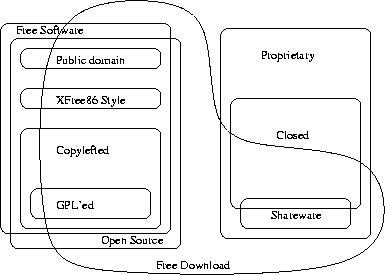 Free Software
Public domain
XFree86 Style
Copylefted
GPL'ed
Open Source
Proprietary
Closed
Shareware
Free Download